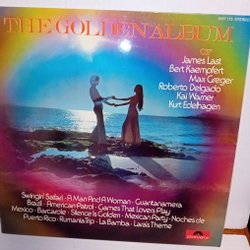 THE GOLDEN ALBUM
OF
James Last
Bert Kaempfert
Max Greger
Roberto Delgado
Kai Warner
Kurt Edelhagen
Swingin' Safari · A Man And A Woman · Guantanamera
Brazil · American Patrol · Games That Lovers Play
Mexico · Barcarole · Silence Is Golden · Mexican Party · Noches de
Puerto Rico · Rumania Trip · La Bamba · Lara's Theme
Polydor